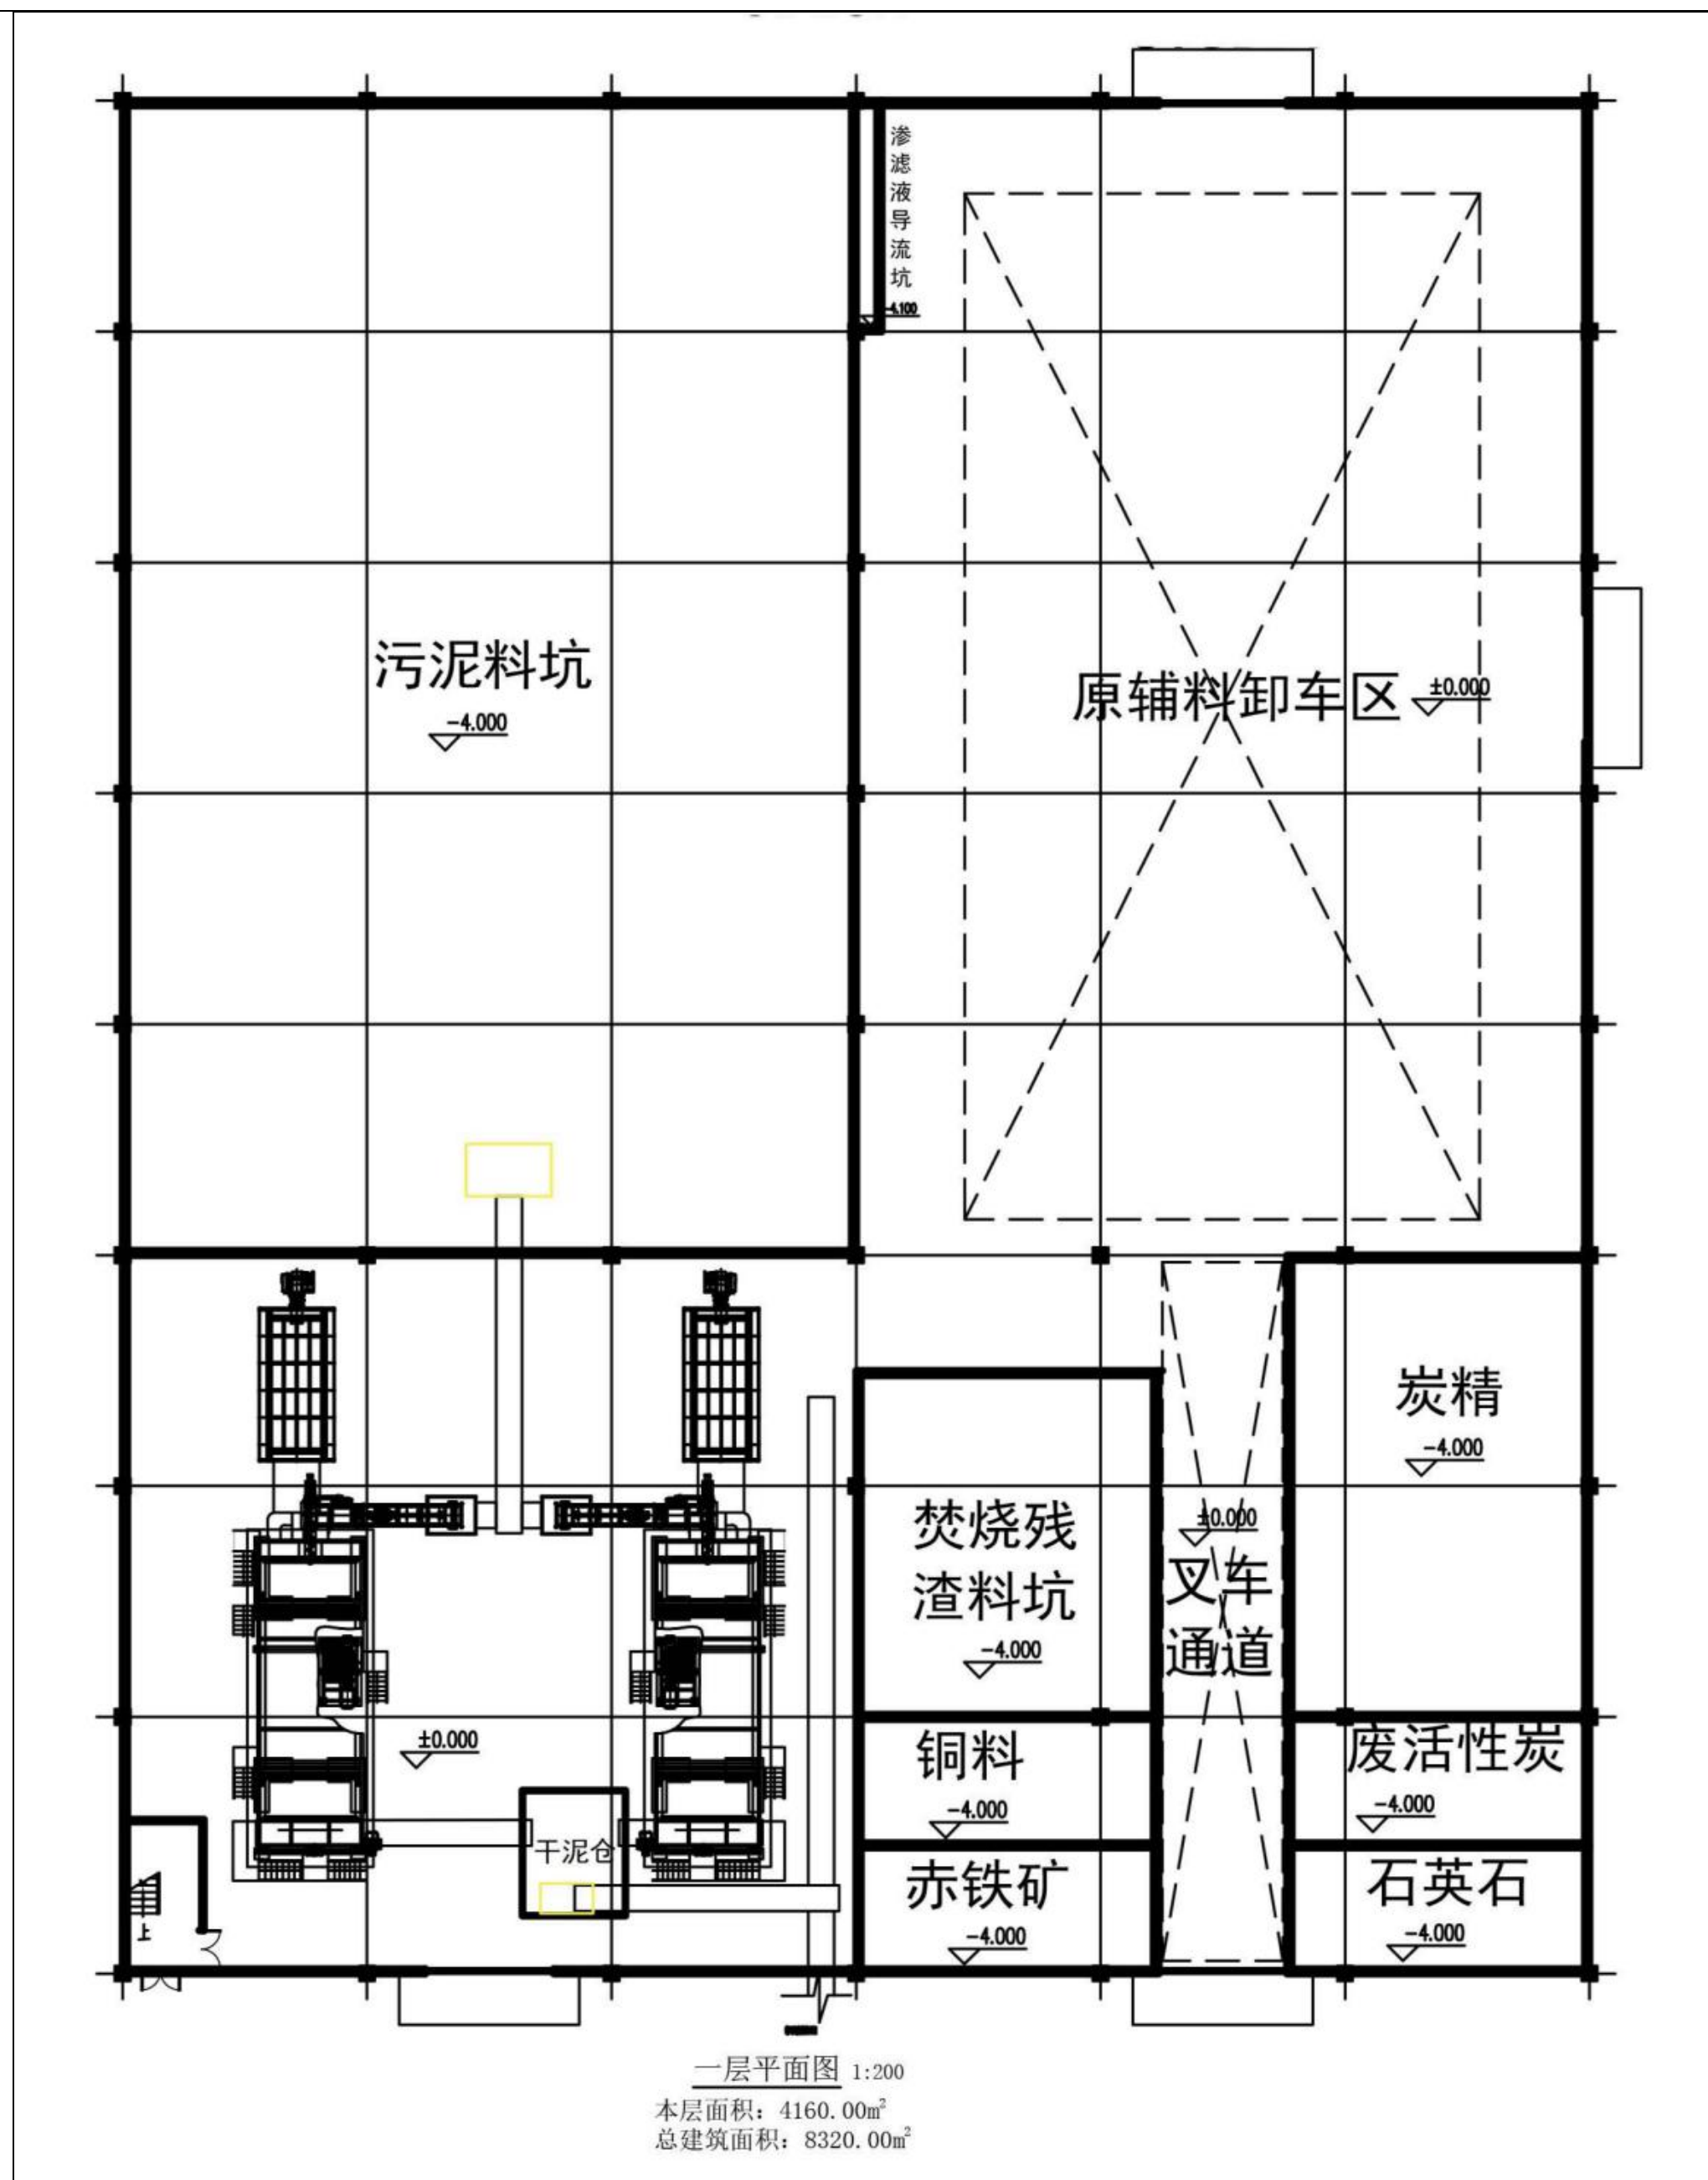 渗滤液导流坑
-4.100
污泥料坑
-4.000
原辅料卸车区
±0.000
炭精
-4.000
焚烧残
渣料坑
-4.000
±0.000
叉车
通道
±0.000
铜料
-4.000
废活性炭
-4.000
干泥仓
赤铁矿
-4.000
石英石
-4.000
上
一层平面图 1:200
本层面积：4160.00m²
总建筑面积：8320.00m²